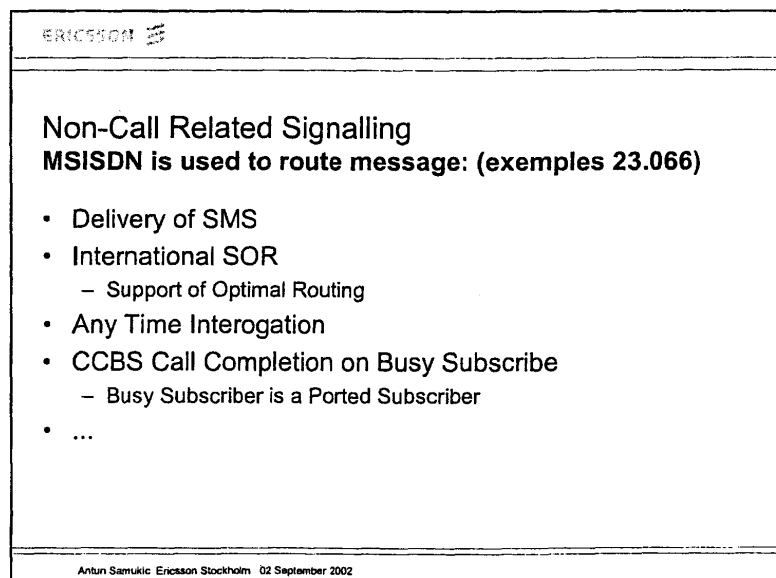 ERICSSON
Non-Call Related Signalling
MSISDN is used to route message: (exemples 23.066)
• Delivery of SMS
• International SOR
– Support of Optimal Routing
• Any Time Interogation
• CCBS Call Completion on Busy Subscribe
– Busy Subscriber is a Ported Subscriber
• ...
Antun Samukic Ericsson Stockholm 02 September 2002